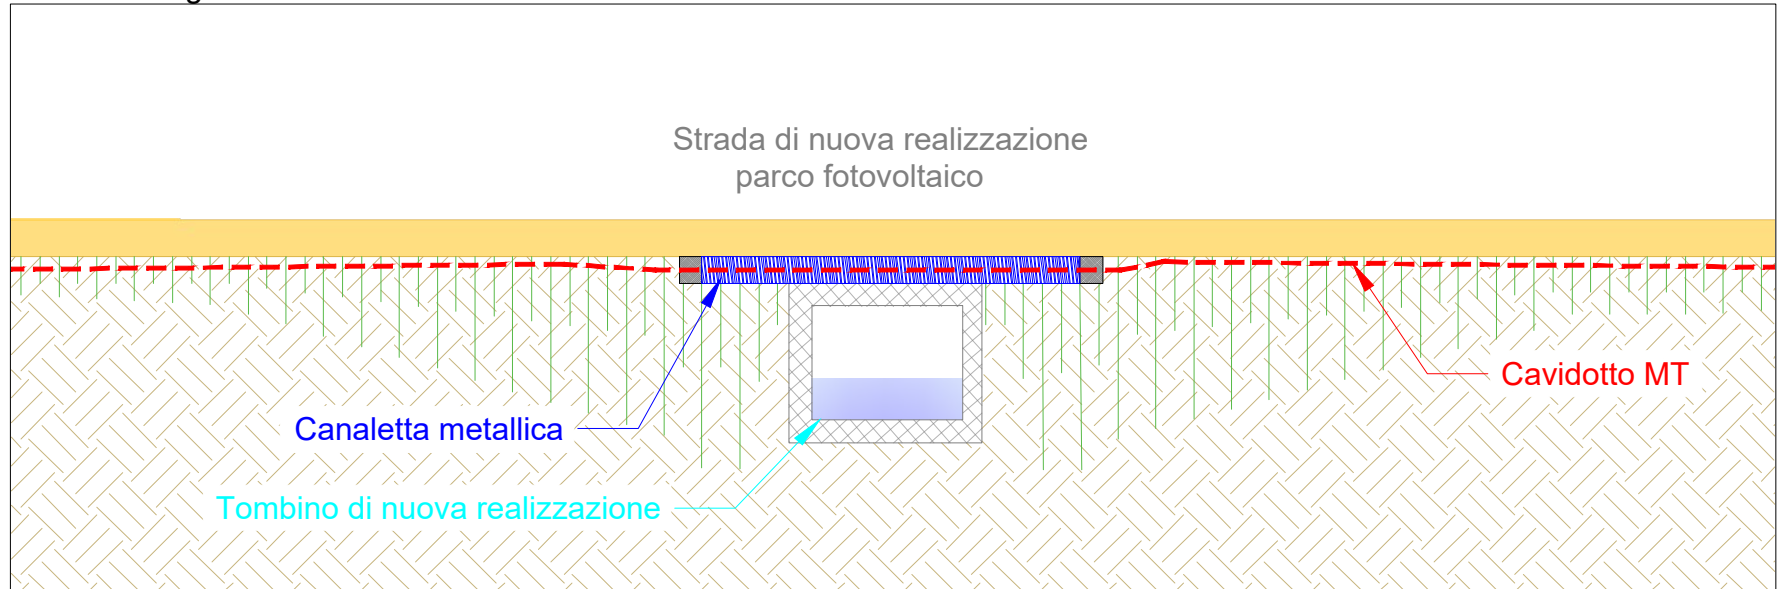 Strada di nuova realizzazione
parco fotovoltaico
Cavidotto MT
Canaletta metallica
Tombino di nuova realizzazione